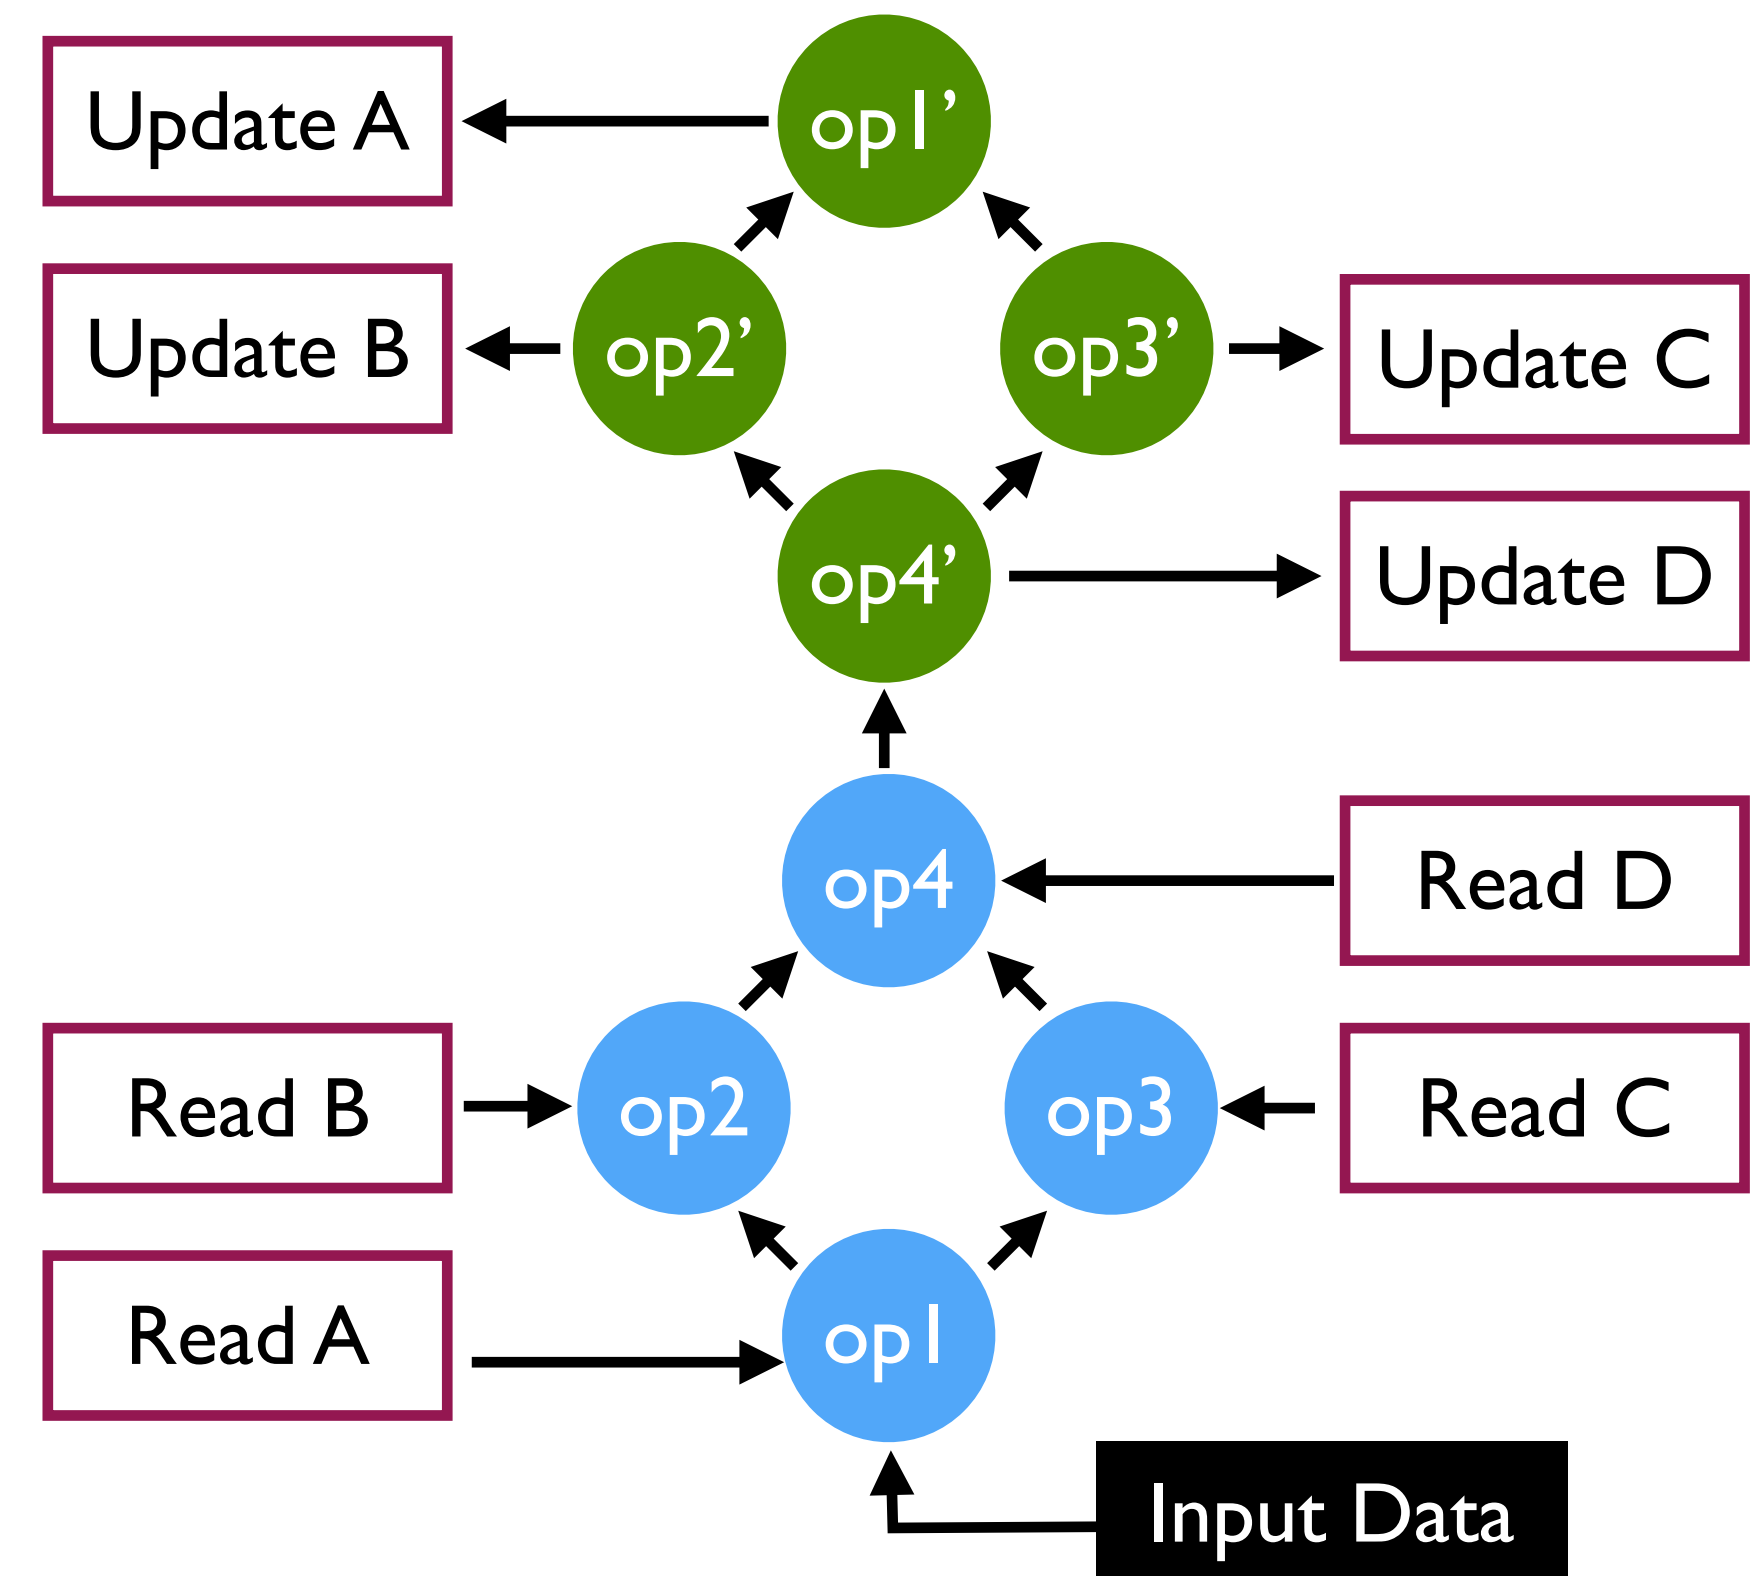 Update A
op1’
Update B
op2’
op3’
Update C
op4’
Update D
op4
Read D
Read B
op2
op3
Read C
Read A
op1
Input Data